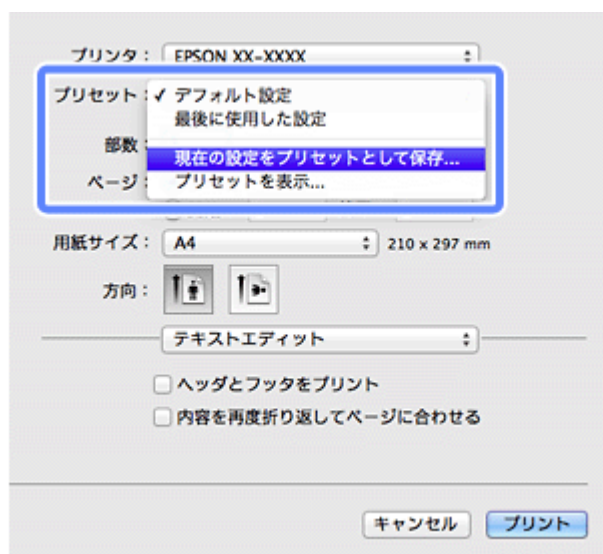 プリンタ： EPSON XX-XXXX
プリセット： ✓ デフォルト設定
最後に使用した設定
部数：
現在の設定をプリセットとして保存...
ページ： プリセットを表示...
用紙サイズ： A4 210 x 297 mm
方向：
テキストエディット
ヘッダとフッタをプリント
内容を再度折り返してページに合わせる
キャンセル プリント